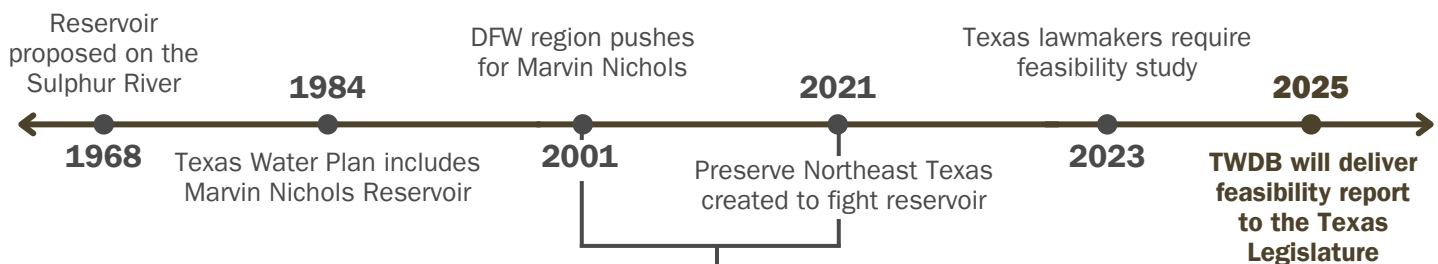 Reservoir
proposed on the
Sulphur River
1968
1984
Texas Water Plan includes
Marvin Nichols Reservoir
DFW region pushes
for Marvin Nichols
2001
2021
Preserve Northeast Texas
created to fight reservoir
Texas lawmakers require
feasibility study
2023
2025
TWDB will deliver
feasibility report
to the Texas
Legislature